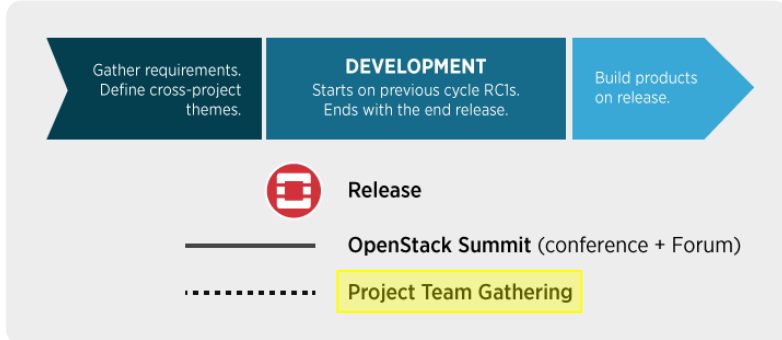 Gather requirements.
Define cross-project
themes.
DEVELOPMENT
Starts on previous cycle RC1s.
Ends with the end release.
Build products
on release.
Release
OpenStack Summit (conference + Forum)
Project Team Gathering